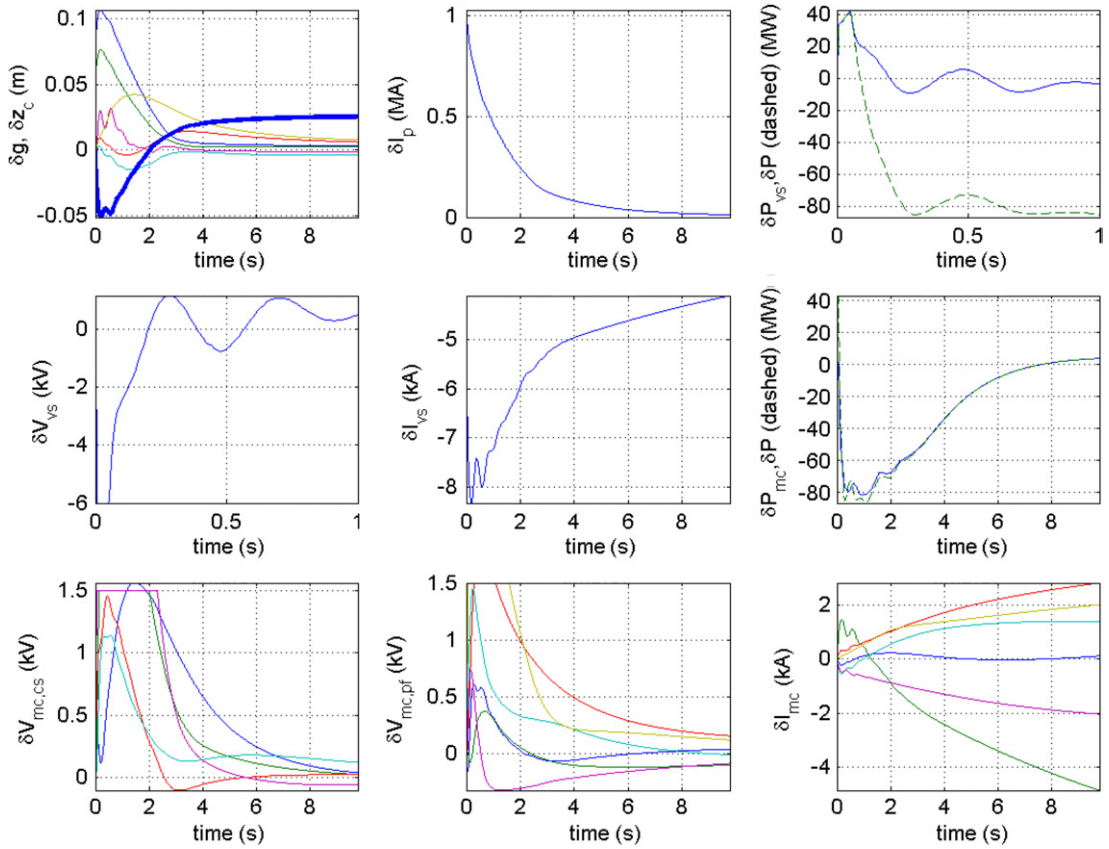 δg, δz_C (m)
0.1
0.05
0
-0.05
0 2 4 6 8
time (s)
δI_p (MA)
1
0.5
0
0 2 4 6 8
time (s)
δP_vs,δP (dashed) (MW)
40
20
0
-20
-40
-60
-80
0 0.5 1
time (s)
δV_vs (kV)
0
-2
-4
-6
0 0.5 1
time (s)
δI_vs (kA)
-5
-6
-7
-8
0 2 4 6 8
time (s)
δP_mc,δP (dashed) (MW)
40
20
0
-20
-40
-60
-80
0 2 4 6 8
time (s)
δV_mc,cs (kV)
1.5
1
0.5
0
0 2 4 6 8
time (s)
δV_mc,pf (kV)
1.5
1
0.5
0
0 2 4 6 8
time (s)
δI_mc (kA)
2
0
-2
-4
0 2 4 6 8
time (s)